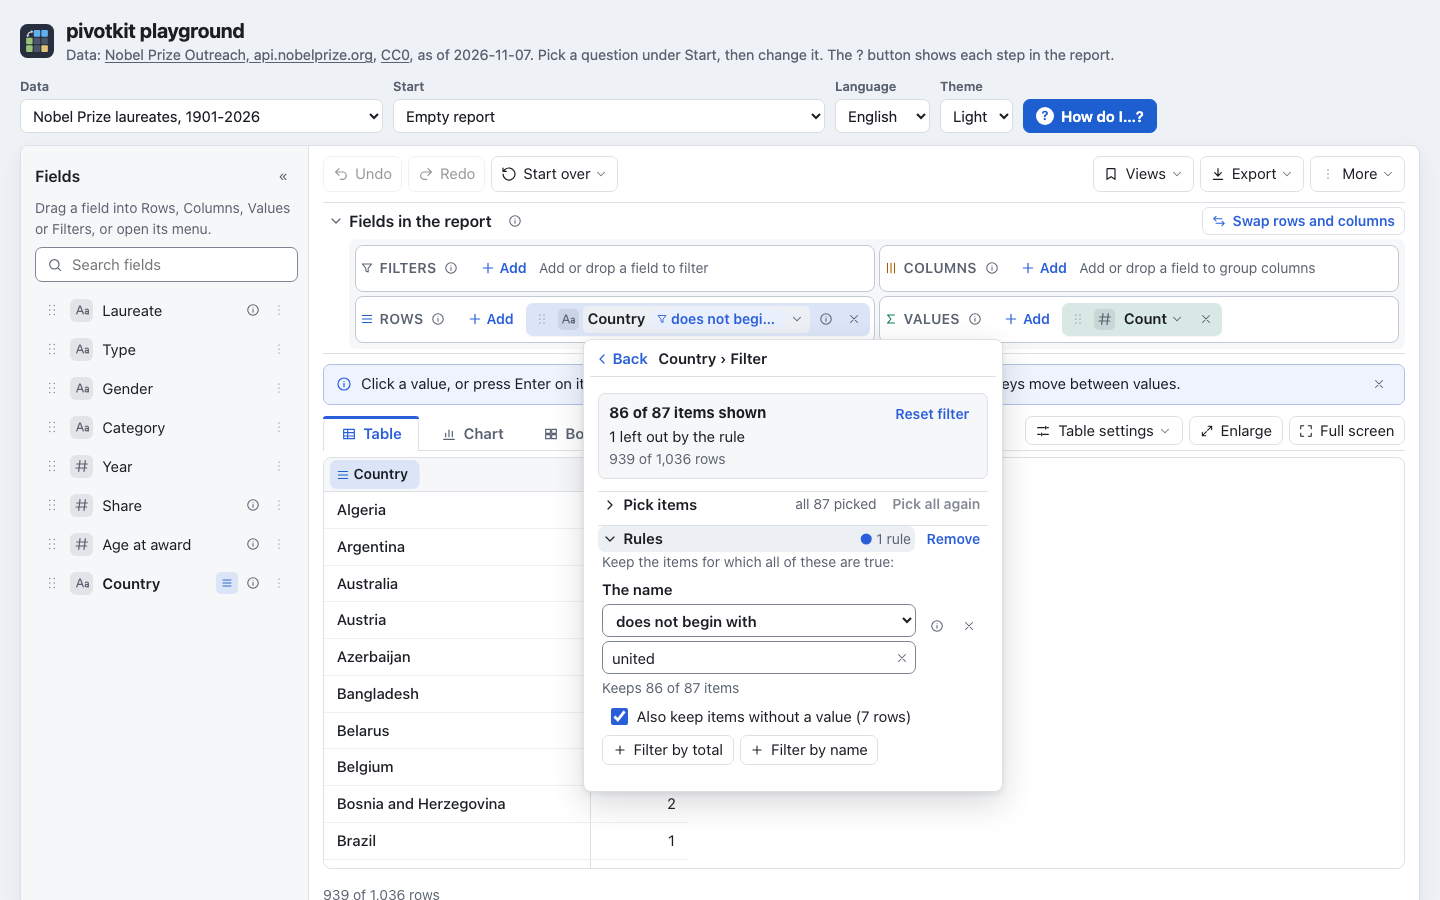 pivotkit playground
Data: Nobel Prize Outreach, api.nobelprize.org, CC0, as of 2026-11-07. Pick a question under Start, then change it. The ? button shows each step in the report.
Data
Start
Language
Theme
Nobel Prize laureates, 1901-2026
Empty report
English
Light
? How do I...?
Fields
«
Drag a field into Rows, Columns, Values
or Filters, or open its menu.
Search fields
Aa Laureate
Aa Type
Aa Gender
Aa Category
# Year
# Share
# Age at award
Aa Country
Undo
Redo
Start over
Views
Export
More
Fields in the report
Swap rows and columns
FILTERS
+ Add
Add or drop a field to filter
COLUMNS
+ Add
Add or drop a field to group columns
ROWS
+ Add
Aa Country does not begi...
Σ VALUES
+ Add
# Count
Click a value, or press Enter on it
eys move between values.
Table
Chart
Bo
Table settings
Enlarge
Full screen
Country
Algeria
Argentina
Australia
Austria
Azerbaijan
Bangladesh
Belarus
Belgium
Bosnia and Herzegovina
2
Brazil
1
939 of 1,036 rows
Back
Country › Filter
86 of 87 items shown
Reset filter
1 left out by the rule
939 of 1,036 rows
Pick items
all 87 picked
Pick all again
Rules
1 rule
Remove
Keep the items for which all of these are true:
The name
does not begin with
united
Keeps 86 of 87 items
Also keep items without a value (7 rows)
+ Filter by total
+ Filter by name